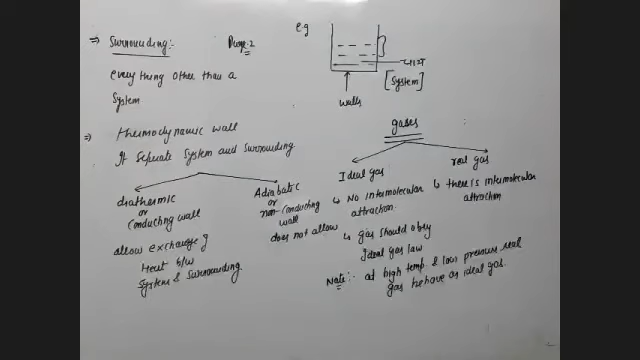 ⇒ Surrounding:-
Page:2
everything other than a
System
e.g
[System]
walls
⇒ thermodynamic wall
It Seperate System and Surrounding
diathermic
or
Conducting wall
allow exchange of
Heat b/w
System & Surrounding
Adiabatic
or
non-Conducting
wall
does not allow
gases
Ideal gas
↳ No intermolecular
attraction.
↳ gas should obey
Ideal gas law
real gas
↳ there is intermolecular
attraction
Note:- at high temp & low pressure real
gas behave as ideal gas.